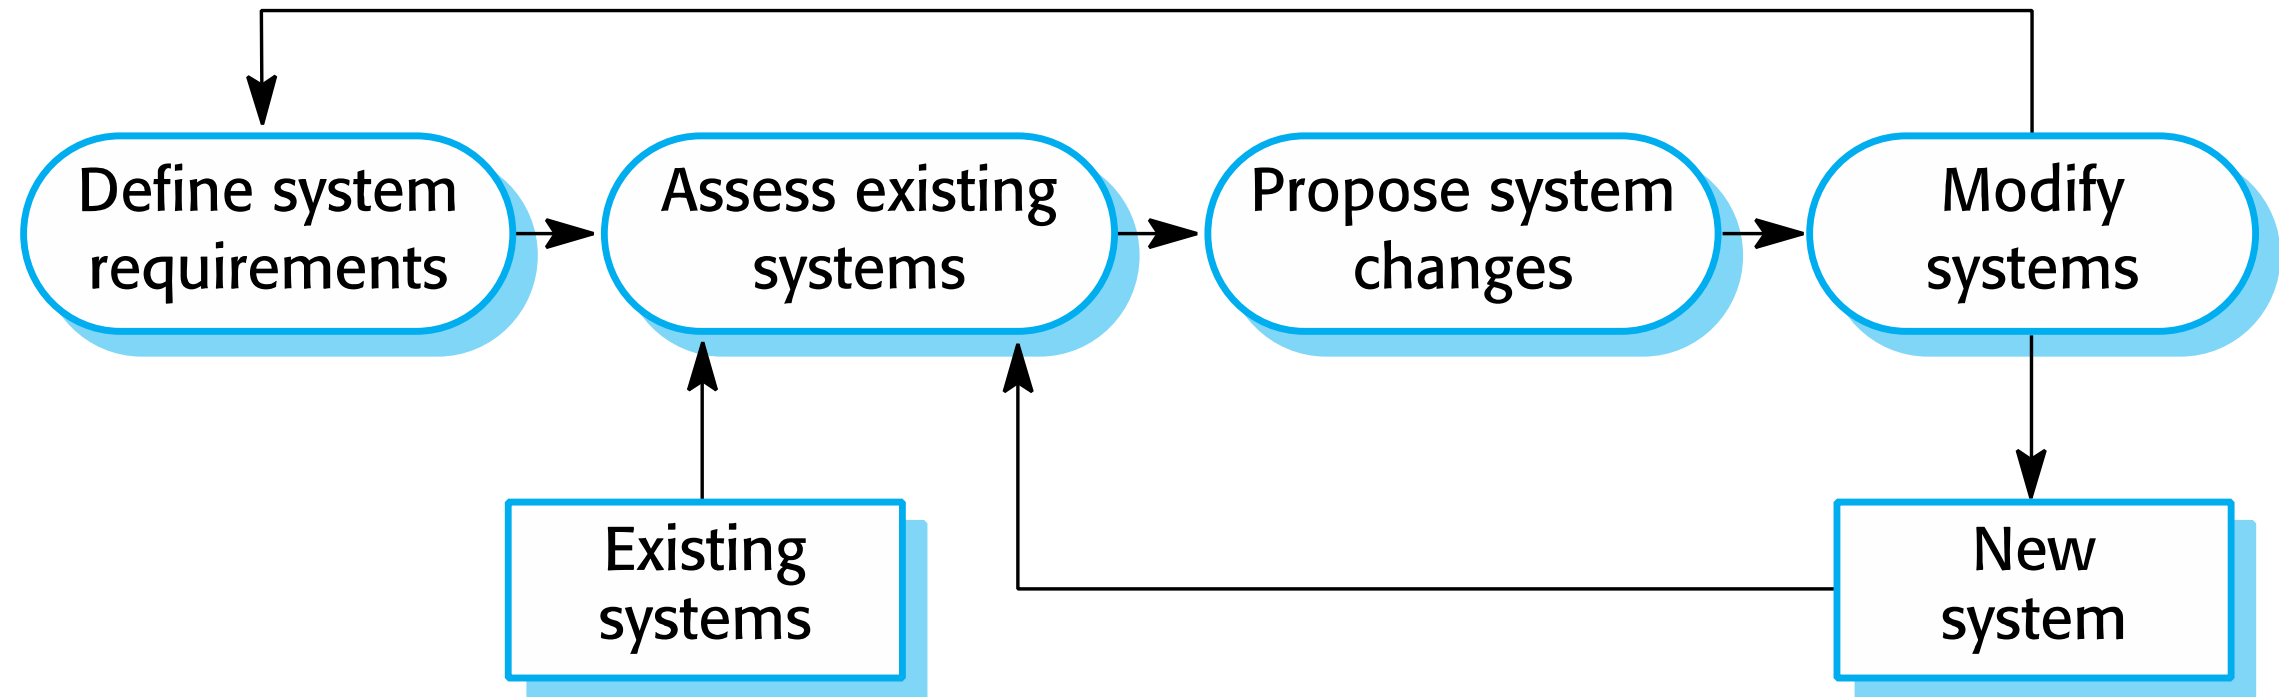 Define system
requirements
Assess existing
systems
Propose system
changes
Modify
systems
Existing
systems
New
system